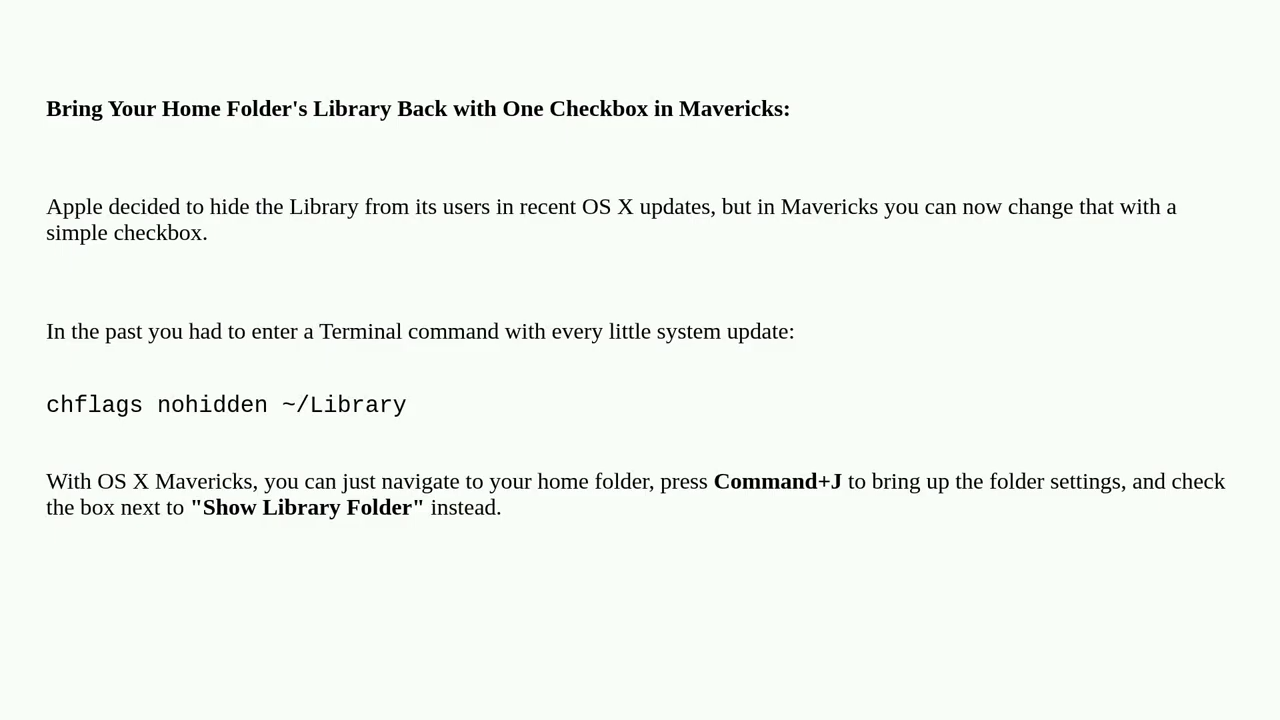 Bring Your Home Folder's Library Back with One Checkbox in Mavericks:
Apple decided to hide the Library from its users in recent OS X updates, but in Mavericks you can now change that with a
simple checkbox.
In the past you had to enter a Terminal command with every little system update:
chflags nohidden ~/Library
With OS X Mavericks, you can just navigate to your home folder, press Command+J to bring up the folder settings, and check
the box next to "Show Library Folder" instead.